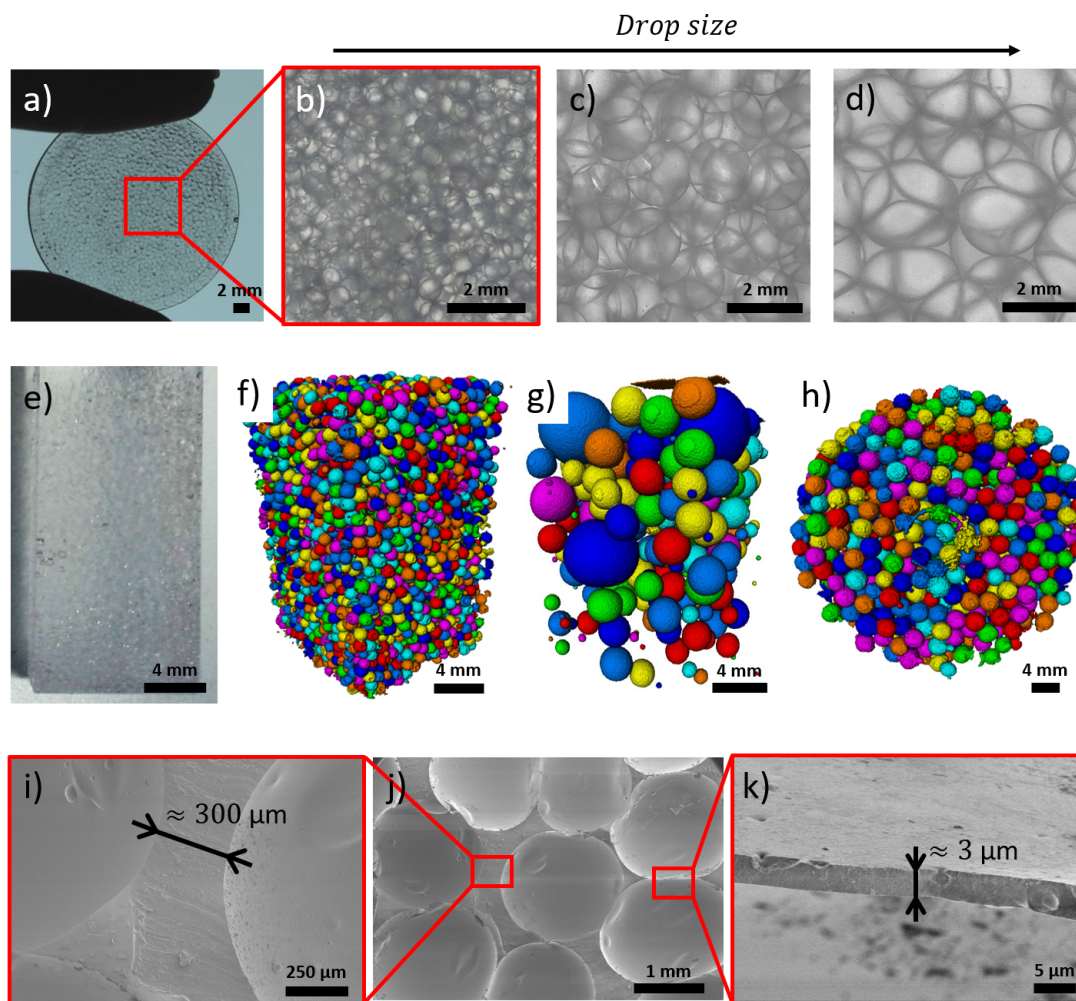 Drop size
a)
b)
c)
d)
2 mm
2 mm
2 mm
2 mm
e)
f)
g)
h)
4 mm
4 mm
4 mm
4 mm
i)
j)
k)
≈ 300 μm
≈ 3 μm
250 μm
1 mm
5 μm